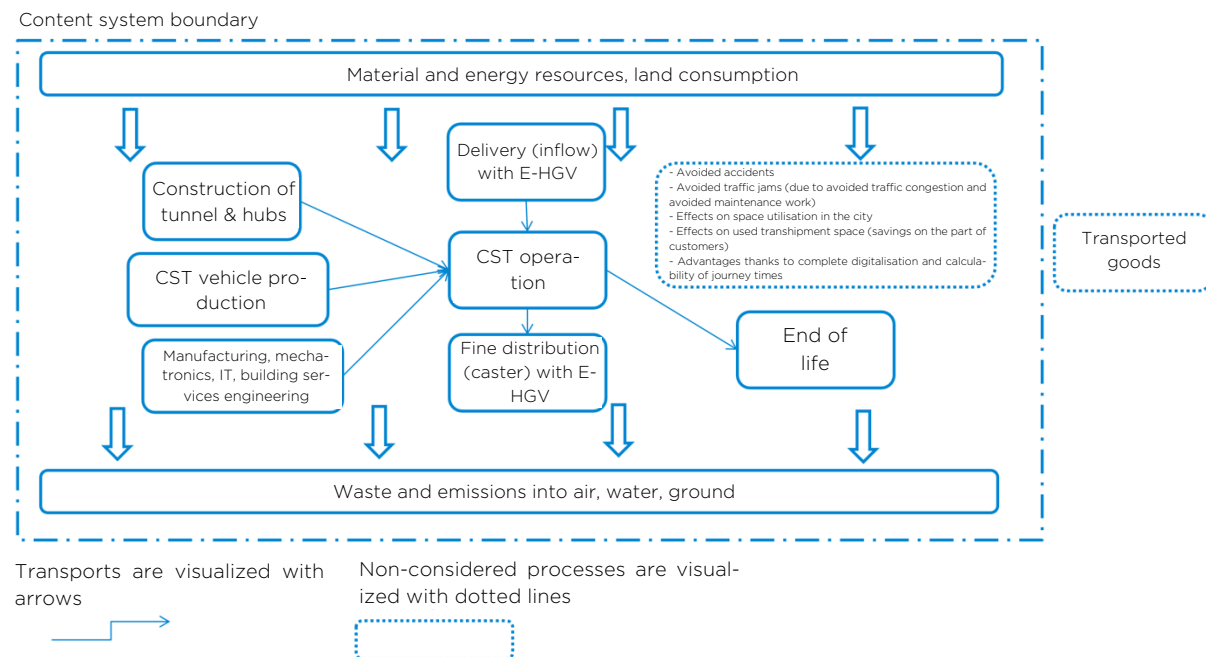 Content system boundary
Material and energy resources, land consumption
Delivery (inflow)
with E-HGV
Construction of
tunnel & hubs
- Avoided accidents
- Avoided traffic jams (due to avoided traffic congestion and
avoided maintenance work)
- Effects on space utilisation in the city
- Effects on used transhipment space (savings on the part of
customers)
- Advantages thanks to complete digitalisation and calcula-
bility of journey times
Transported
goods
CST vehicle pro-
duction
CST opera-
tion
Manufacturing, mecha-
tronics, IT, building ser-
vices engineering
Fine distribution
(caster) with E-
HGV
End of
life
Waste and emissions into air, water, ground
Transports are visualized with
arrows
Non-considered processes are visual-
ized with dotted lines